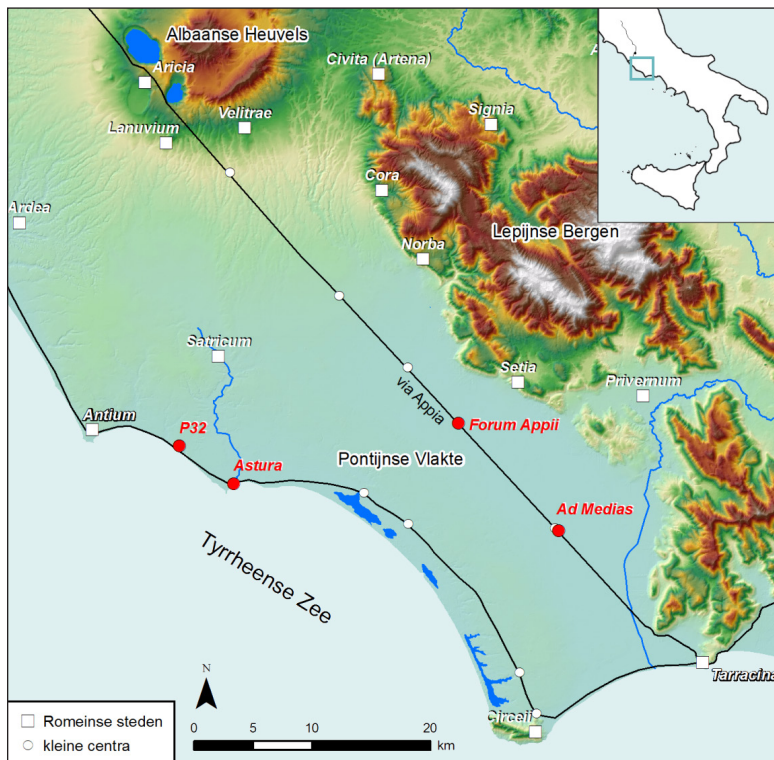 Albaanse Heuvels
Civita (Artena)
Aricia
Velitrae
Signia
Lanuvium
Cora
Ardea
Lepijnse Bergen
Norba
Satricum
Setia
Privernum
via Appia
Antium
P32
Forum Appii
Pontijnse Vlakte
Astura
Ad Medias
Tyrrheense Zee
Tarracina
N
Circeii
Romeinse steden
kleine centra
0 5 10 20
km